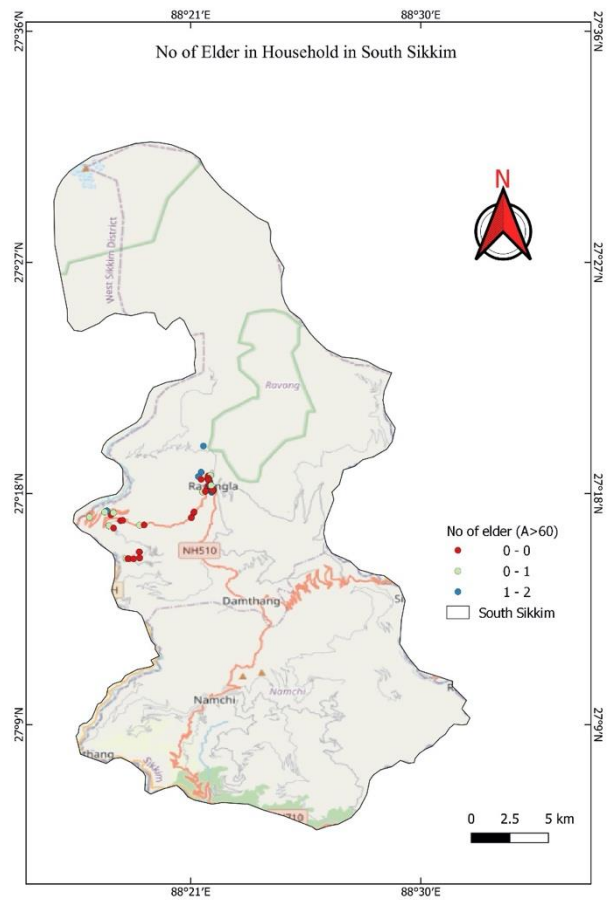 88°21'E 88°30'E
27°36'N 27°36'N
No of Elder in Household in South Sikkim
N
27°27'N 27°27'N
West Sikkim District
Ravong
27°18'N 27°18'N
No of elder (A>60)
0 - 0
0 - 1
1 - 2
South Sikkim
NH510
Damthang
Namchi
Namchi
27°9'N 27°9'N
Sikkim
0 2.5 5 km
88°21'E 88°30'E